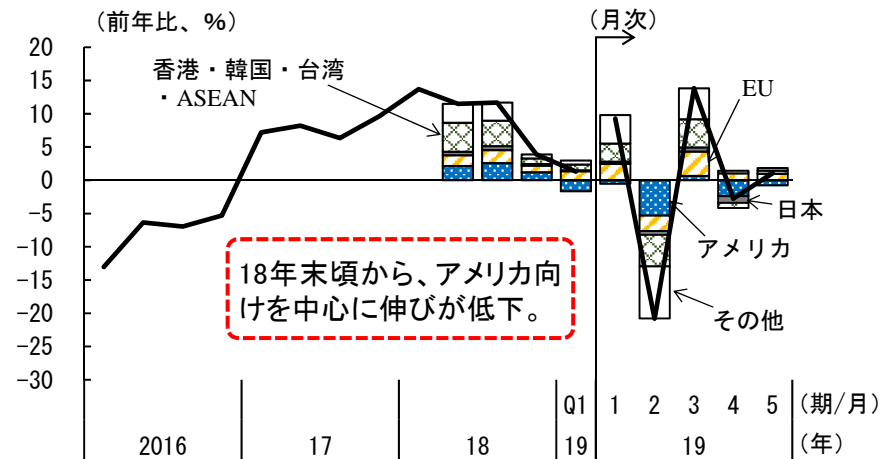 （前年比、％）
（月次）
20
15
10
5
0
−5
−10
−15
−20
−25
−30
香港・韓国・台湾
・ASEAN
EU
日本
アメリカ
その他
18年末頃から、アメリカ向
けを中心に伸びが低下。
Q1 1 2 3 4 5 （期/月）
2016 17 18 19 19 （年）